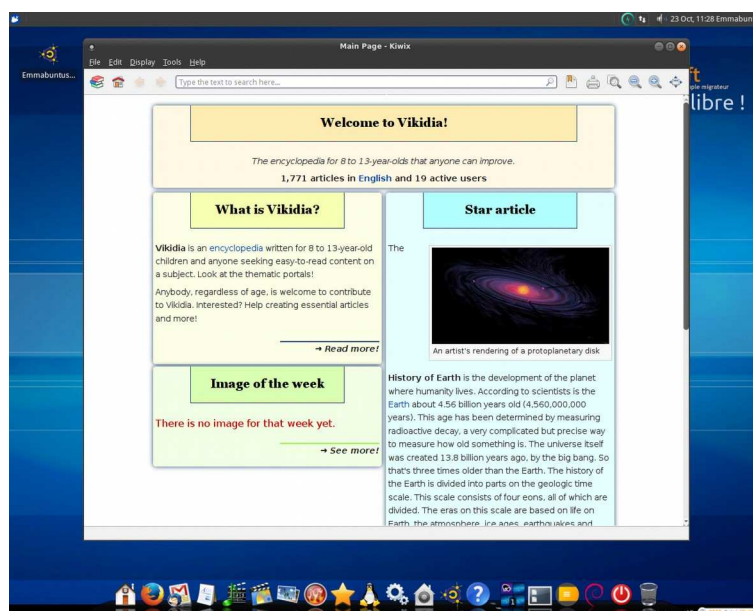 23 Oct, 11:28 Emmabun
Main Page - Kiwix
File Edit Display Tools Help
Type the text to search here...
Emmabuntus...
ft
ple migrateur
libre !
Welcome to Vikidia!
The encyclopedia for 8 to 13-year-olds that anyone can improve.
1,771 articles in English and 19 active users
What is Vikidia?
Vikidia is an encyclopedia written for 8 to 13-year-old
children and anyone seeking easy-to-read content on
a subject. Look at the thematic portals!
Anybody, regardless of age, is welcome to contribute
to Vikidia. Interested? Help creating essential articles
and more!
→ Read more!
Image of the week
There is no image for that week yet.
→ See more!
Star article
The
An artist's rendering of a protoplanetary disk
History of Earth is the development of the planet
where humanity lives. According to scientists is the
Earth about 4.56 billion years old (4,560,000,000
years). This age has been determined by measuring
radioactive decay, a very complicated but precise way
to measure how old something is. The universe itself
was created 13.8 billion years ago, by the big bang. So
that's three times older than the Earth. The history of
the Earth is divided into parts on the geologic time
scale. This scale consists of four eons, all of which are
divided. The eras on this scale are based on life on
Earth, the atmosphere, ice ages, earthquakes and